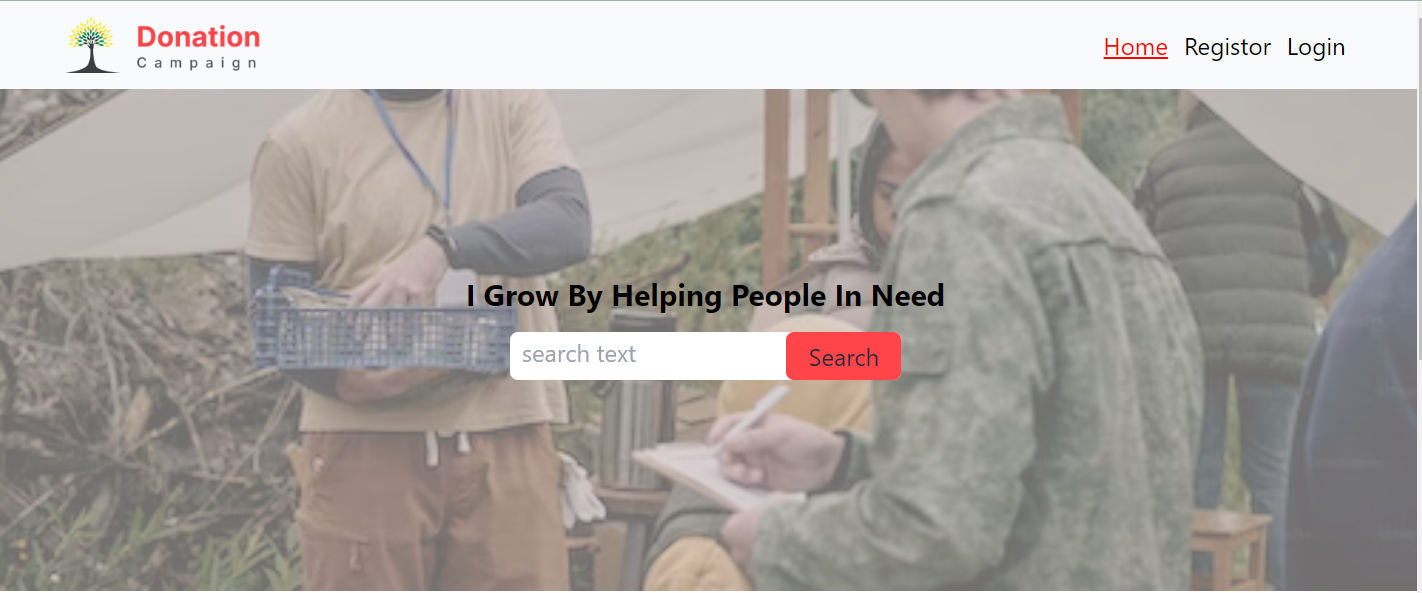 Donation
Campaign
Home Registor Login
I Grow By Helping People In Need
search text Search